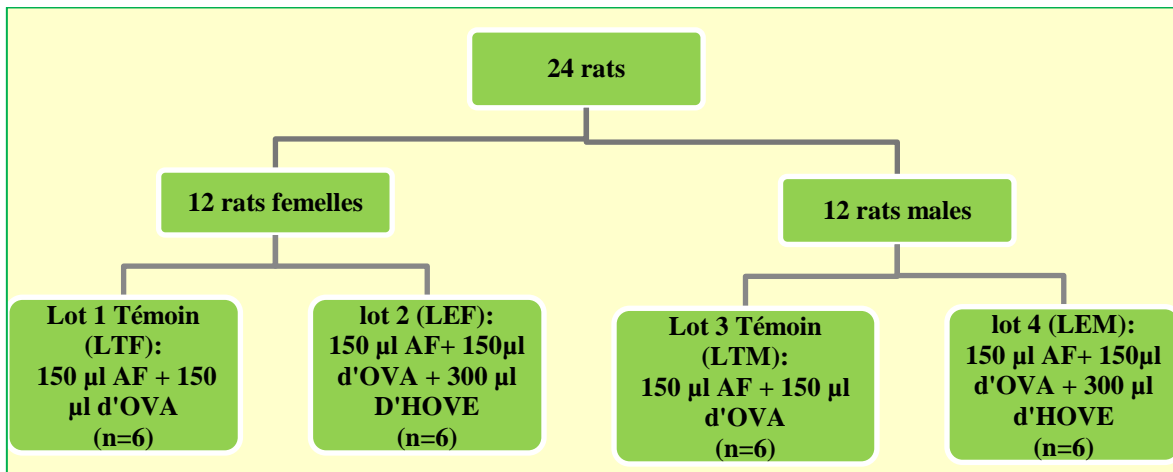 24 rats
12 rats femelles
12 rats males
Lot 1 Témoin
(LTF):
150 µl AF + 150
µl d'OVA
(n=6)
lot 2 (LEF):
150 µl AF+ 150µl
d'OVA + 300 µl
D'HOVE
(n=6)
Lot 3 Témoin
(LTM):
150 µl AF + 150 µl
d'OVA
(n=6)
lot 4 (LEM):
150 µl AF+ 150µl
d'OVA + 300 µl
d'HOVE
(n=6)